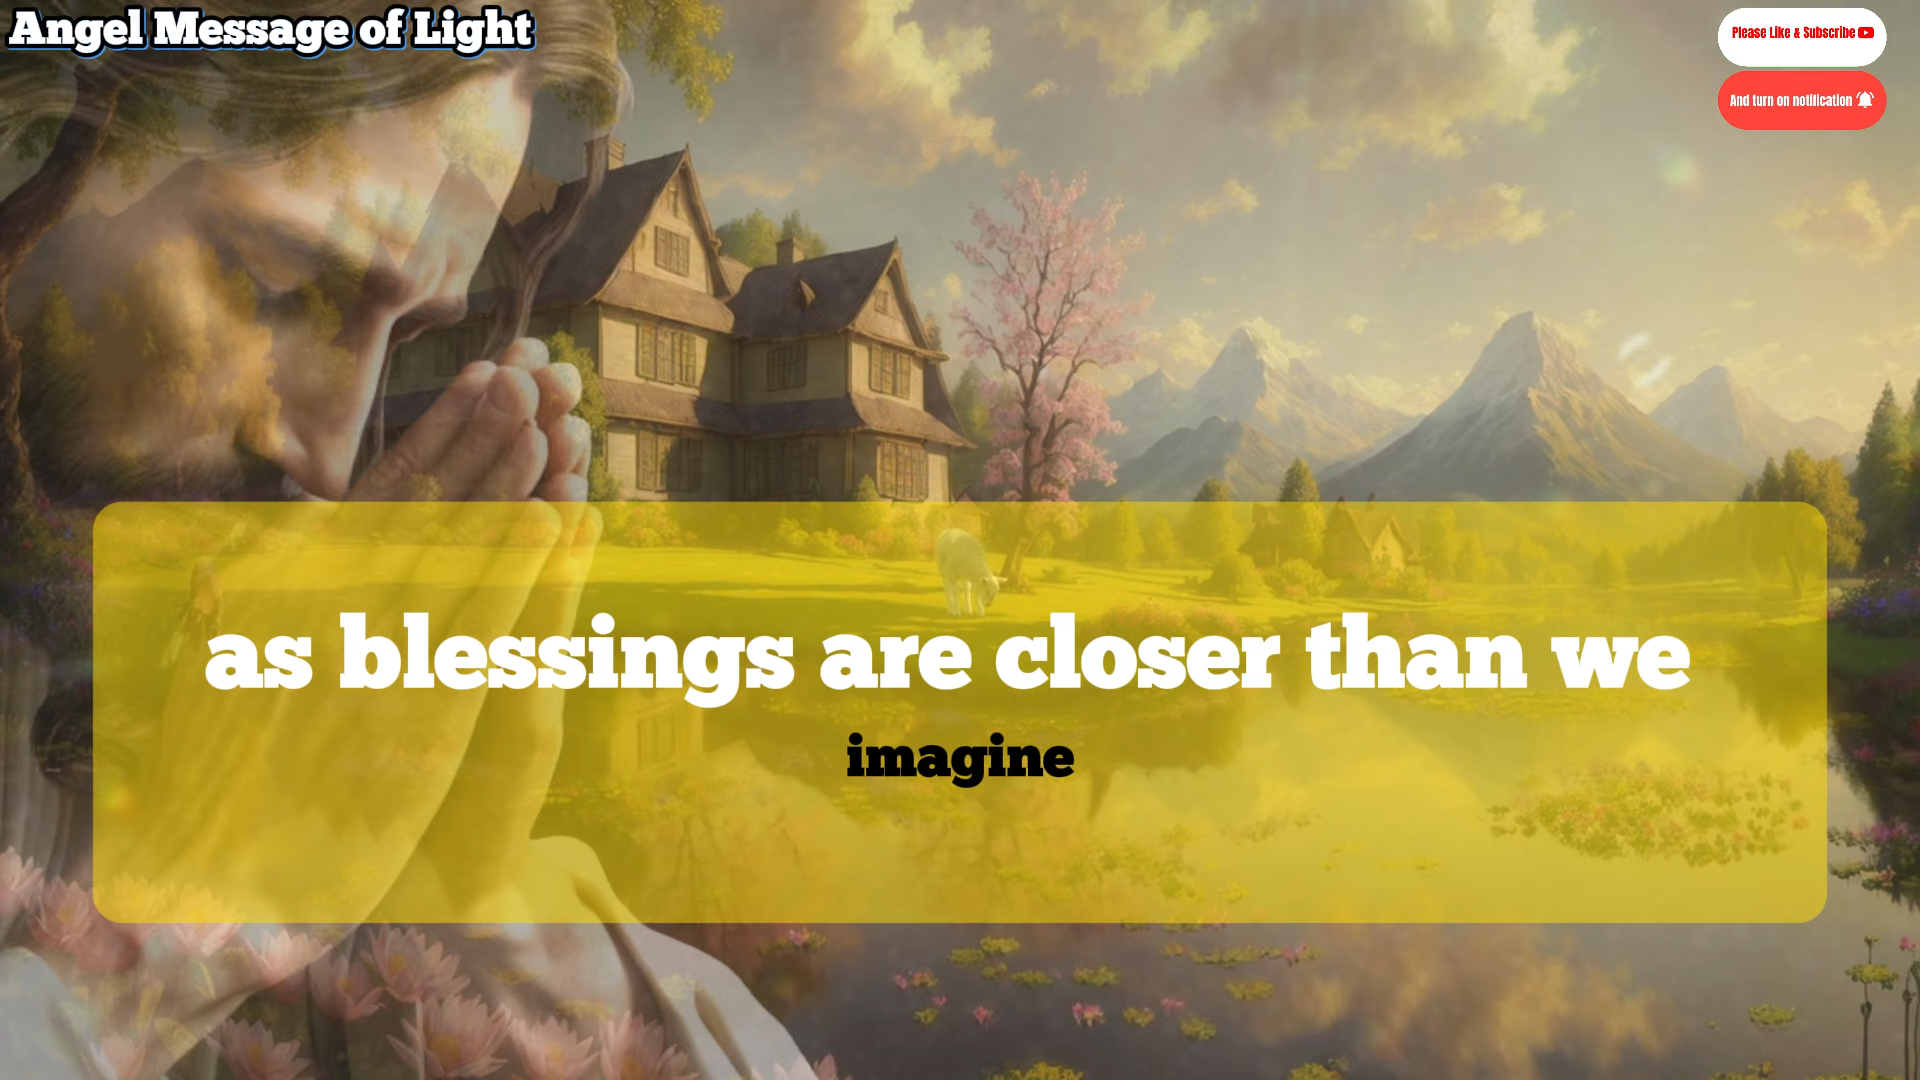 Angel Message of Light
Please Like & Subscribe
And turn on notification
as blessings are closer than we
imagine